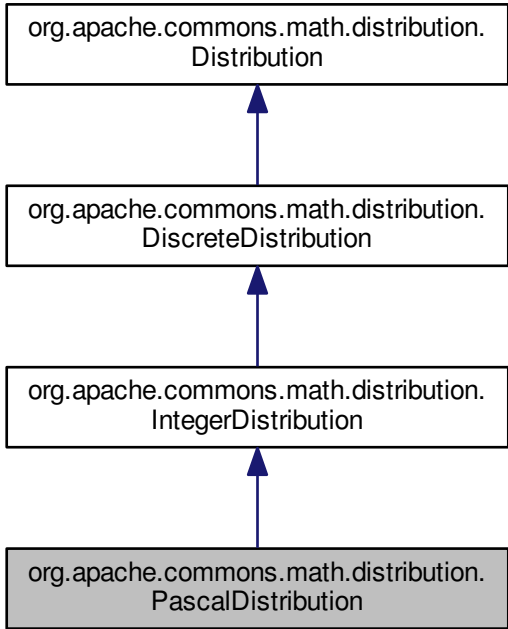 org.apache.commons.math.distribution.
Distribution
org.apache.commons.math.distribution.
DiscreteDistribution
org.apache.commons.math.distribution.
IntegerDistribution
org.apache.commons.math.distribution.
PascalDistribution